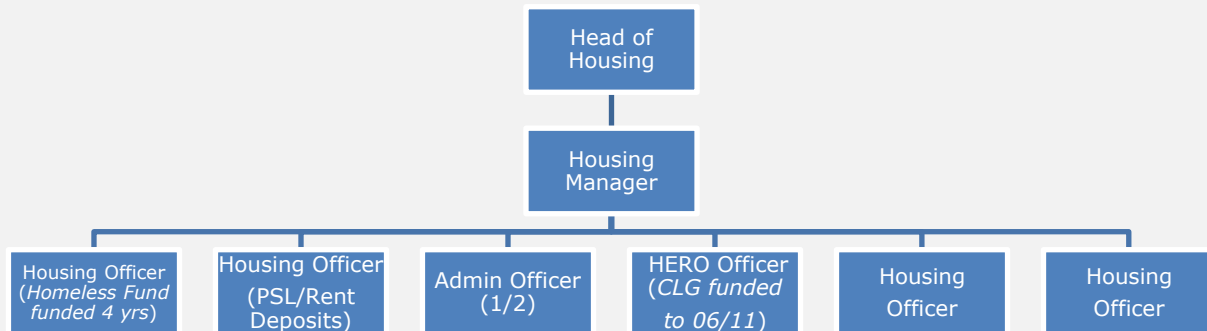 Head of
Housing
Housing
Manager
Housing Officer
(Homeless Fund
funded 4 yrs)
Housing Officer
(PSL/Rent
Deposits)
Admin Officer
(1/2)
HERO Officer
(CLG funded
to 06/11)
Housing
Officer
Housing
Officer